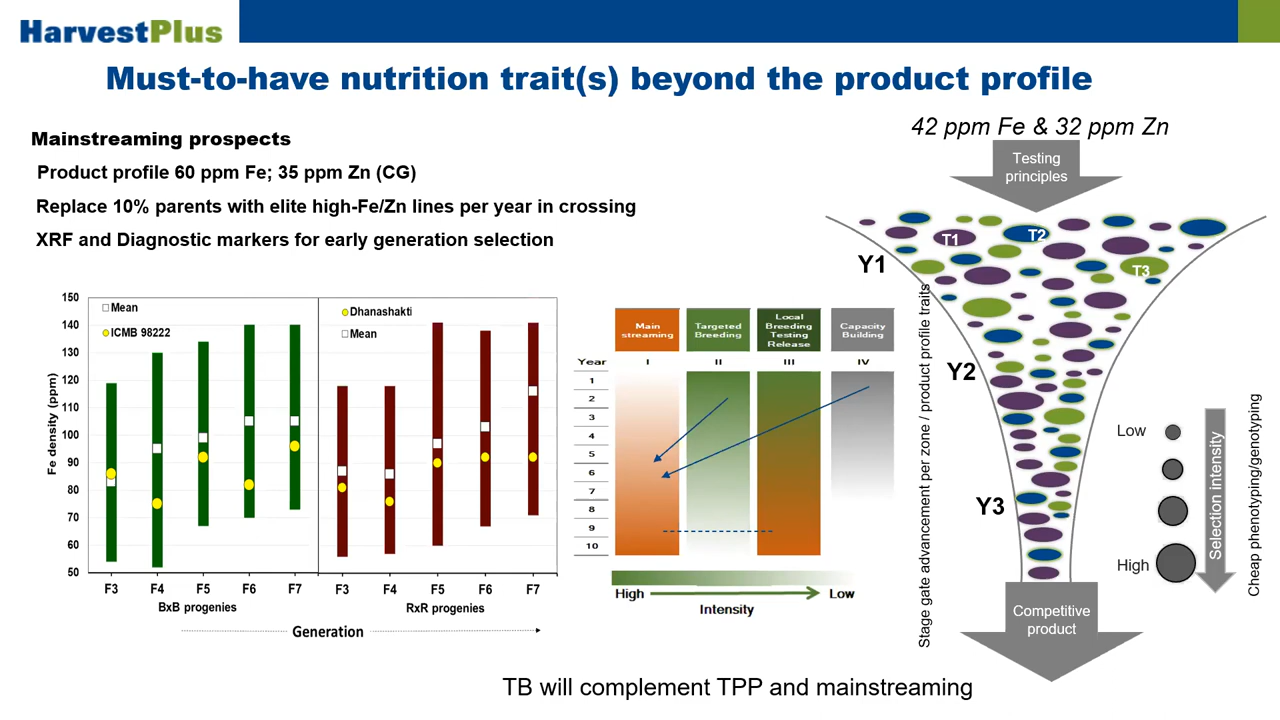 HarvestPlus
Must-to-have nutrition trait(s) beyond the product profile
Mainstreaming prospects
Product profile 60 ppm Fe; 35 ppm Zn (CG)
Replace 10% parents with elite high-Fe/Zn lines per year in crossing
XRF and Diagnostic markers for early generation selection
150
140
130
120
110
100
90
80
70
60
50
Fe density (ppm)
Mean
ICMB 98222
Dhanashakti
Mean
F3 F4 F5 F6 F7 F3 F4 F5 F6 F7
BxB progenies RxR progenies
Generation
Main streaming
Targeted Breeding
Local Breeding Testing Release
Capacity Building
Year I II III IV
1
2
3
4
5
6
7
8
9
10
High Low
Intensity
42 ppm Fe & 32 ppm Zn
Testing
principles
T1 T2 T3
Y1
Y2
Y3
Stage gate advancement per zone / product profile traits
Low
High
Selection intensity
Cheap phenotyping/genotyping
Competitive
product
TB will complement TPP and mainstreaming